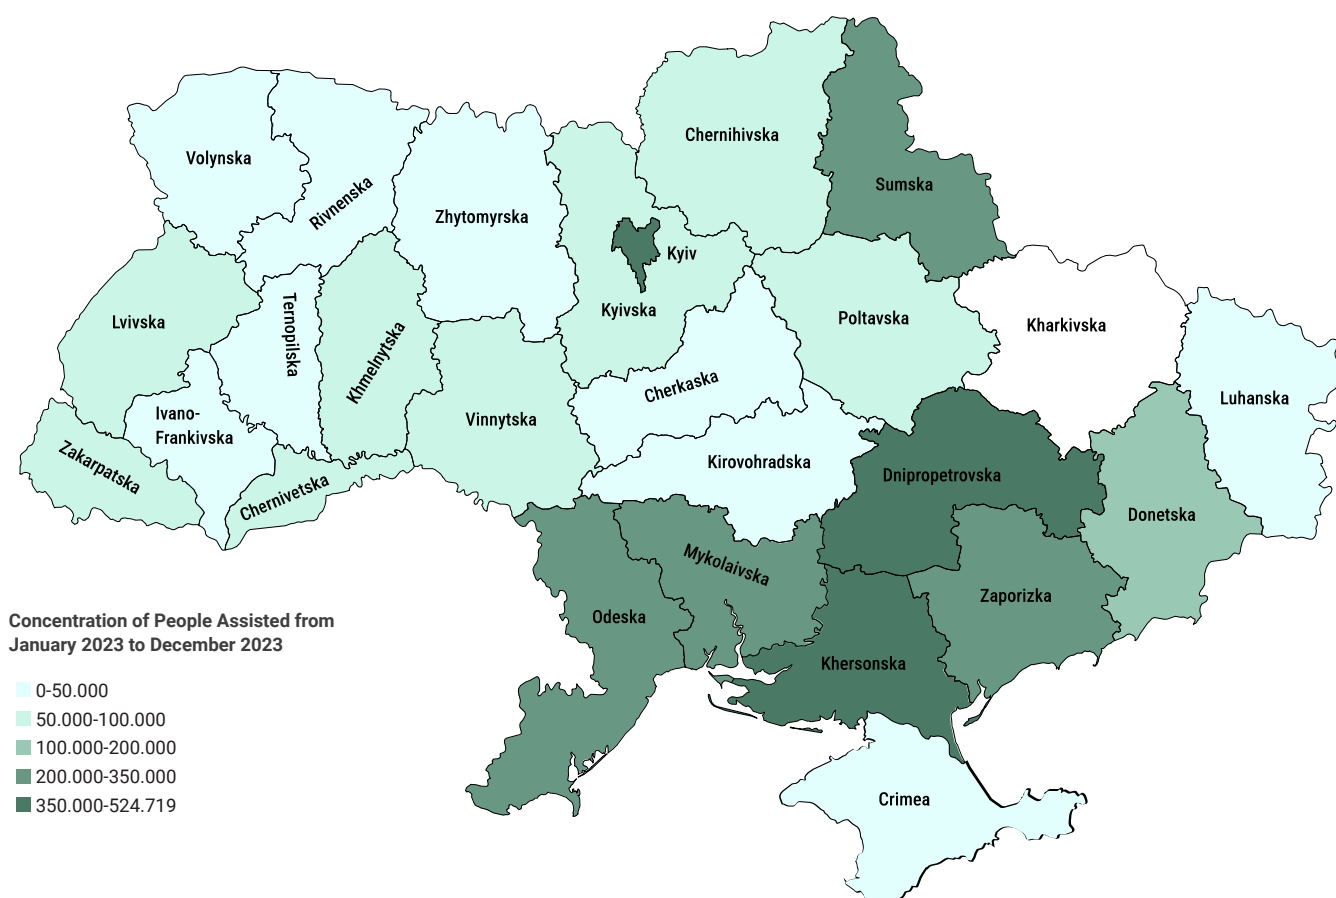 Chernihivska
Volynska
Sumska
Rivnenska
Zhytomyrska
Kyiv
Kyivska
Lvivska
Ternopilska
Khmelnytska
Poltavska
Kharkivska
Cherkaska
Luhanska
Ivano-
Frankivska
Vinnytska
Zakarpatska
Chernivetska
Kirovohradska
Dnipropetrovska
Donetska
Mykolaivska
Zaporizka
Odeska
Khersonska
Crimea
Concentration of People Assisted from
January 2023 to December 2023
0-50.000
50.000-100.000
100.000-200.000
200.000-350.000
350.000-524.719